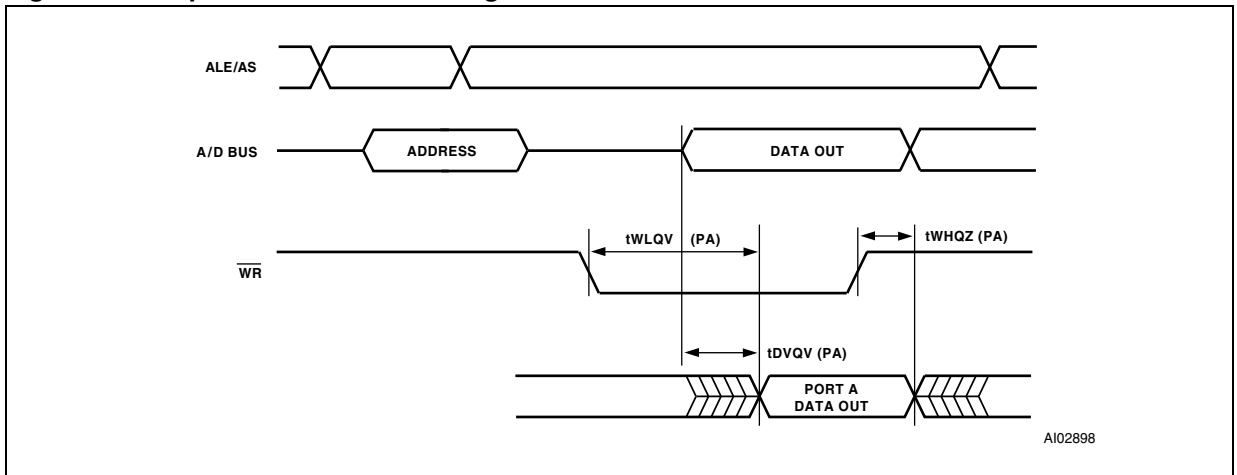 ALE/AS
A/D BUS
ADDRESS
DATA OUT
tWLQV (PA)
tWHQZ (PA)
WR
tDVQV (PA)
PORT A
DATA OUT
AI02898